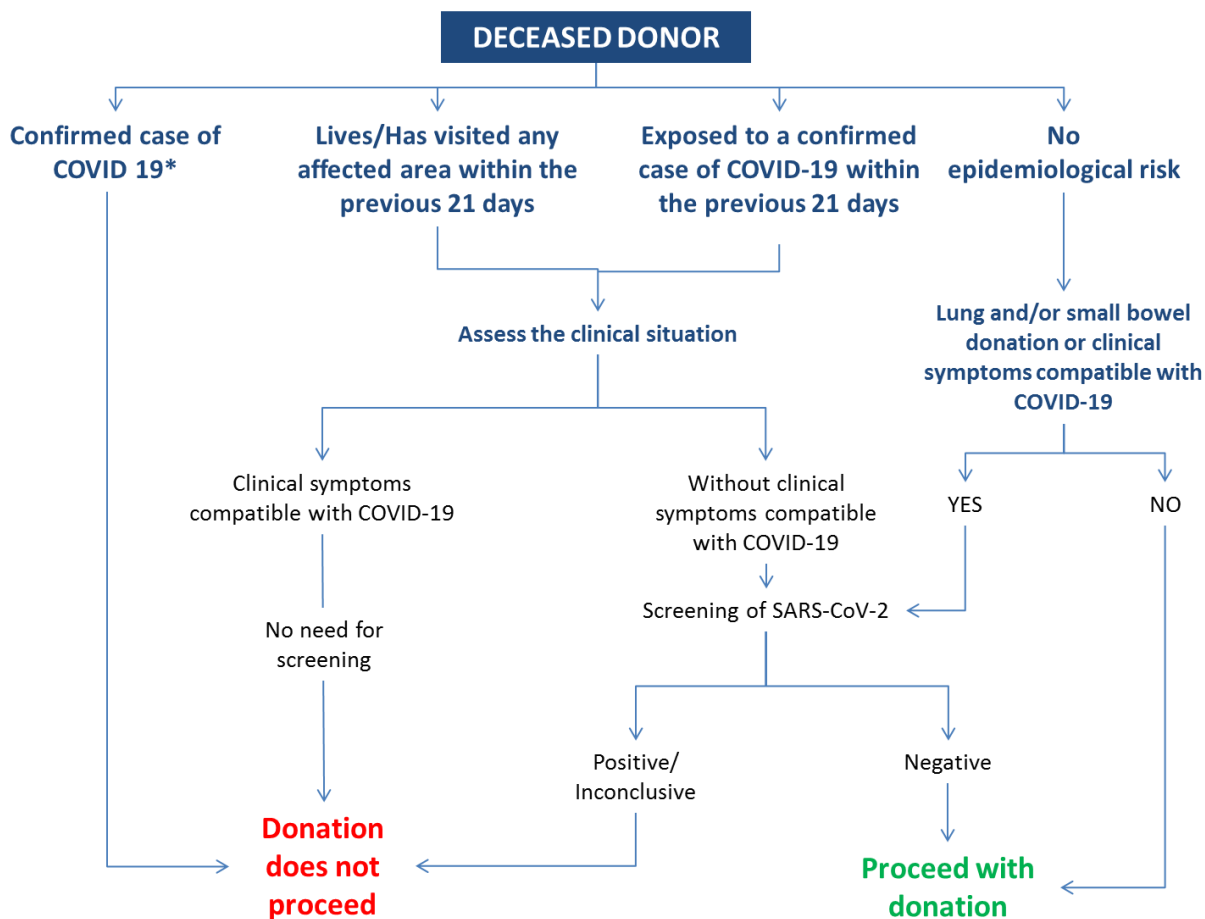 DECEASED DONOR
Confirmed case of
COVID 19*
Lives/Has visited any
affected area within the
previous 21 days
Exposed to a confirmed
case of COVID-19 within
the previous 21 days
No
epidemiological risk
Assess the clinical situation
Lung and/or small bowel
donation or clinical
symptoms compatible with
COVID-19
Clinical symptoms
compatible with COVID-19
Without clinical
symptoms compatible
with COVID-19
YES
NO
Screening of SARS-CoV-2
No need for
screening
Positive/
Inconclusive
Negative
Donation
does not
proceed
Proceed with
donation